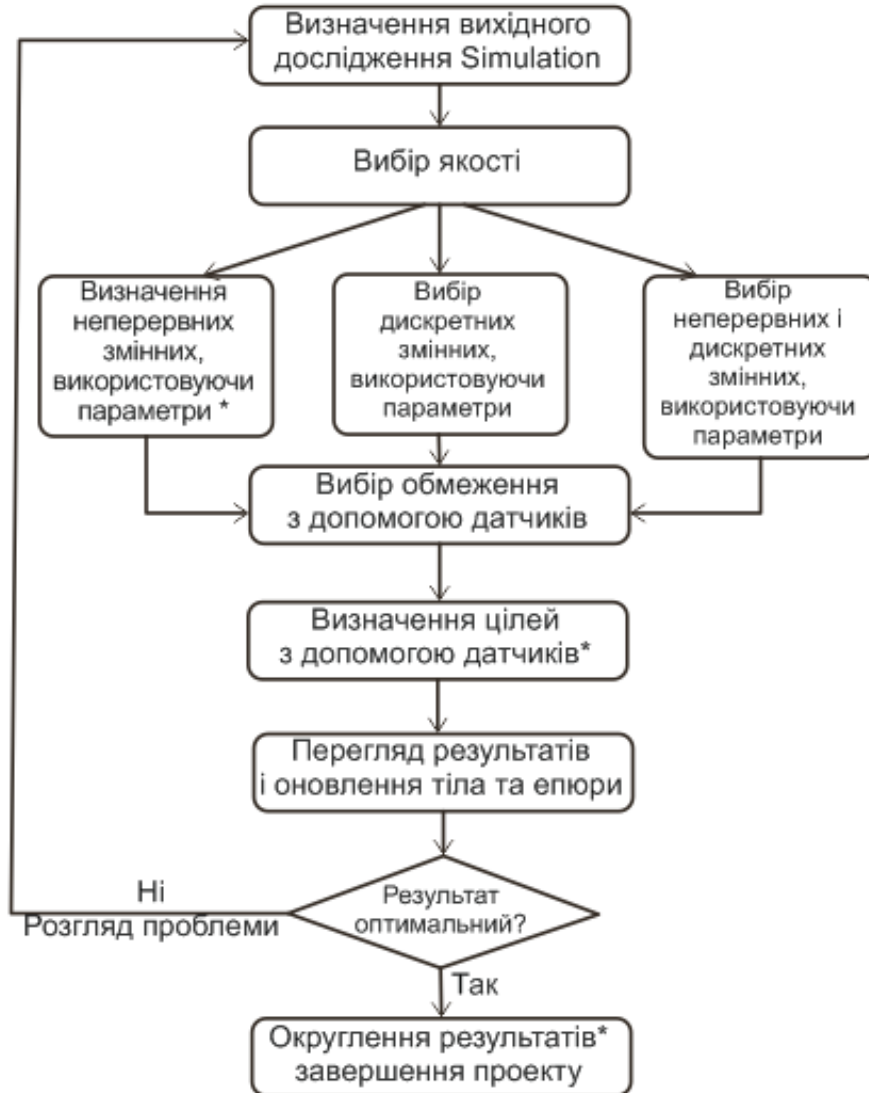 Визначення вихідного
дослідження Simulation
Вибір якості
Визначення
неперервних
змінних,
використовуючи
параметри *
Вибір
дискретних
змінних,
використовуючи
параметри
Вибір
неперервних і
дискретних
змінних,
використовуючи
параметри
Вибір обмеження
з допомогою датчиків
Визначення цілей
з допомогою датчиків*
Перегляд результатів
і оновлення тіла та епюри
Результат
оптимальний?
Ні
Розгляд проблеми
Так
Округлення результатів*
завершення проекту